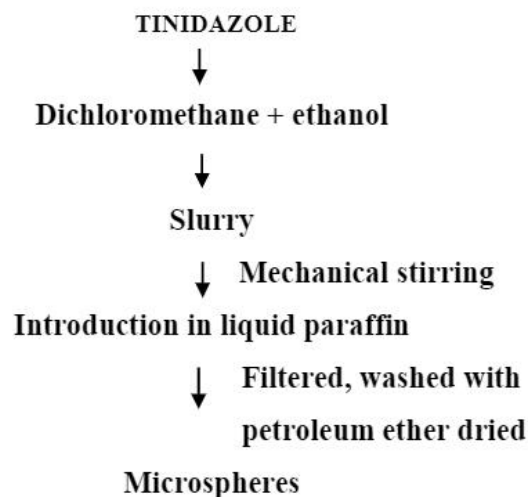 TINIDAZOLE
Dichloromethane + ethanol
Slurry
Mechanical stirring
Introduction in liquid paraffin
Filtered, washed with
petroleum ether dried
Microspheres